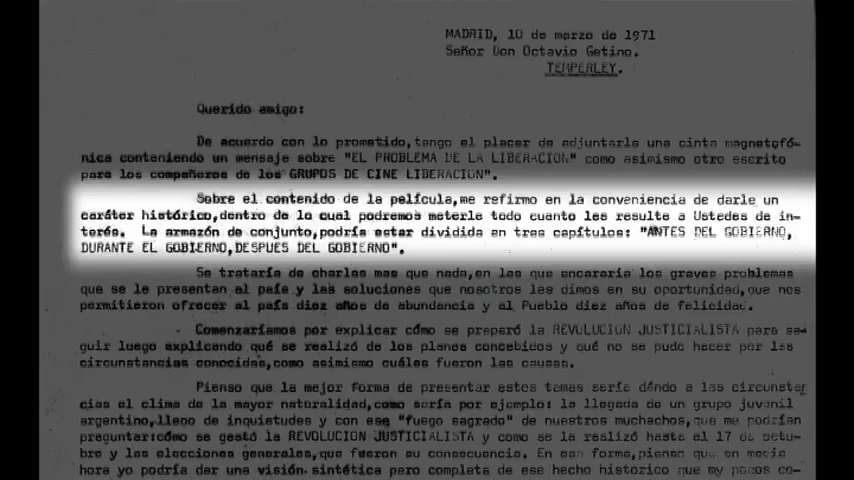 MADRID, 10 de marzo de 1971
Señor Don Octavio Getino.
TEMPERLEY.
Querido amigo:
De acuerdo con lo prometido,tengo el placer de adjuntarle una cinta magnetofó-
nica conteniendo un mensaje sobre "EL PROBLEMA DE LA LIBERACION" como asimismo otro escrito
para los compañeros de los GRUPOS DE CINE LIBERACION".
Sobre el contenido de la película,me refirmo en la conveniencia de darle un
caráter histórico,dentro de lo cual podremos meterle todo cuanto les resulte a Ustedes de in-
terés. La armazón de conjunto,podría estar dividida en tres capítulos: "ANTES DEL GOBIERNO,
DURANTE EL GOBIERNO,DESPUES DEL GOBIERNO".
Se trataría de charlas mas que nada,en las que encararía los graves problemas
que se le presentan al país y las soluciones que nosotros les dimos en su oportunidad,que nos
permitieron ofrecer al país diez años de abundancia y al Pueblo diez años de felicidad.
Comenzaríamos por explicar cómo se preparó la REVOLUCION JUSTICIALISTA para se-
guir luego explicando qué se realizó de los planes concebidos y qué no se pudo hacer por las
circunstancias conocidas,como asimismo cuáles fueron las causas.
Pienso que la mejor forma de presentar estos temas sería dándo a las circunstan
cias el clima de la mayor naturalidad,como sería por ejemplo: la llegada de un grupo juvenil
argentino,lleno de inquietudes y con ese "fuego sagrado" de nuestros muchachos,que me podrían
preguntar:cómo se gestó la REVOLUCION JUSTICIALISTA y como se la realizó hasta el 17 de octu-
bre y las elecciones generales,que fueron su consecuencia. En esa forma,pienso que en media
hora yo podría dar una visión sintética pero completa de ese hecho histórico que muy pocos co-